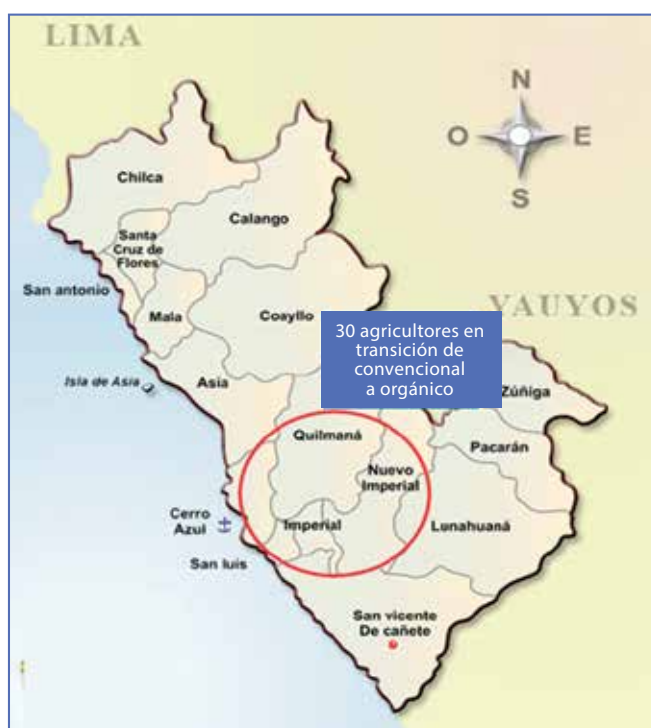 LIMA
N
O
E
S
Chilca
Calango
Santa
Cruz de
Flores
San antonio
Mala
Coayllo
YAUYOS
30 agricultores en
transición de
convencional
a orgánico
Isla de Asia
Asia
Zúñiga
Quilmaná
Pacarán
Nuevo
Imperial
Cerro
Azul
Imperial
Lunahuaná
San luis
San vicente
De cañete